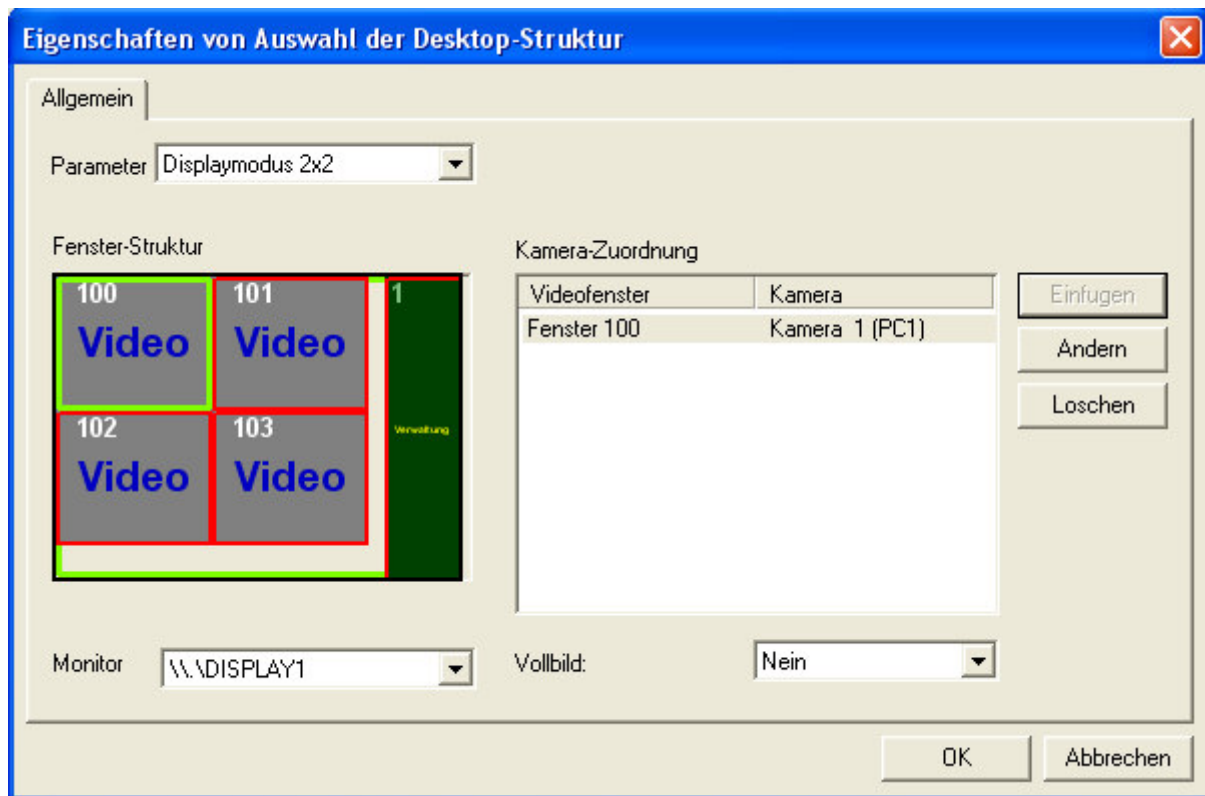 Eigenschaften von Auswahl der Desktop-Struktur
Allgemein
Parameter Displaymodus 2x2
Fenster-Struktur
100 101 1
Video Video
Verwaltung
102 103
Video Video
Kamera-Zuordnung
Videofenster Kamera
Fenster 100 Kamera 1 (PC1)
Einfugen
Andern
Loschen
Monitor \\.\DISPLAY1
Vollbild: Nein
OK Abbrechen